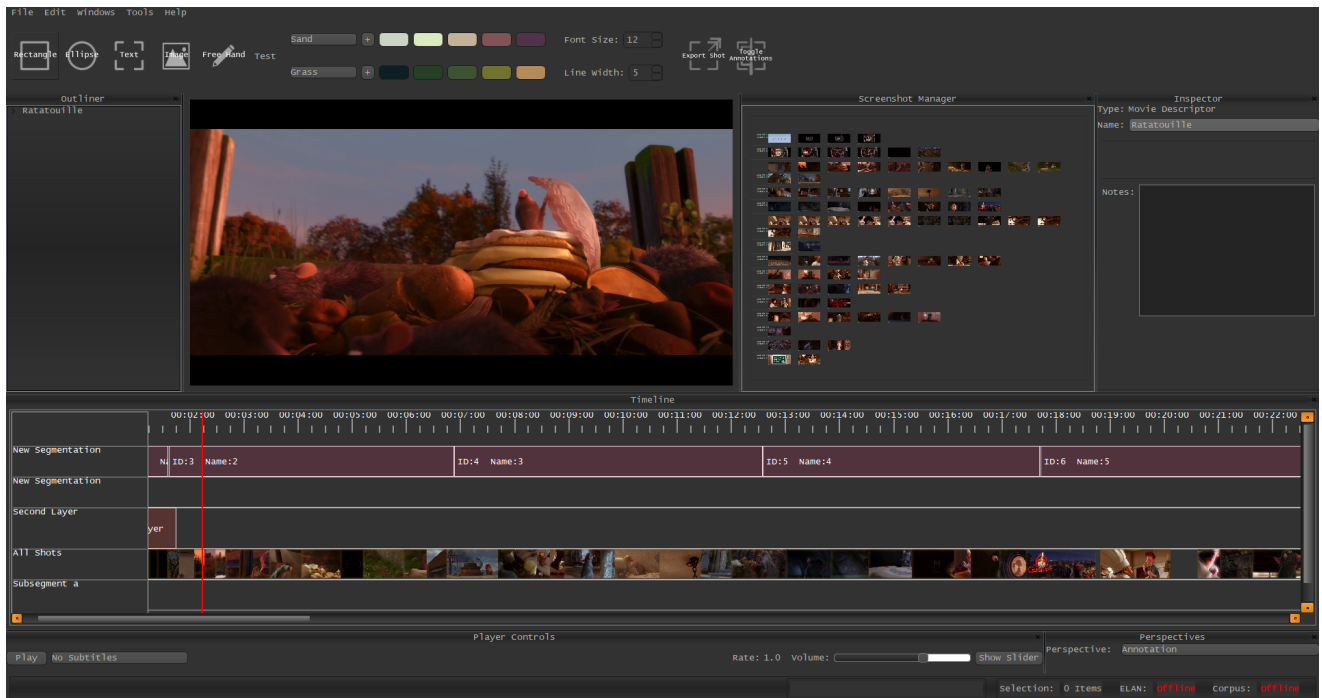 File Edit Windows Tools Help
Rectangle Ellipse Text Image Free Hand Test
Sand + Font Size: 12
Grass + Line Width: 5
Export Shot Toggle Annotations
Outliner
Ratatouille
Screenshot Manager
Inspector
Type: Movie Descriptor
Name: Ratatouille
Notes:
Timeline
00:02:00 00:03:00 00:04:00 00:05:00 00:06:00 00:07:00 00:08:00 00:09:00 00:10:00 00:11:00 00:12:00 00:13:00 00:14:00 00:15:00 00:16:00 00:17:00 00:18:00 00:19:00 00:20:00 00:21:00 00:22:00
New Segmentation
ID:3 Name:2 ID:4 Name:3 ID:5 Name:4 ID:6 Name:5
New Segmentation
Second Layer
yer
All Shots
Subsegment a
Player Controls
Play No Subtitles Rate: 1.0 Volume: Show Slider
Perspectives
Perspective: Annotation
Selection: 0 Items ELAN: Offline Corpus: Offline